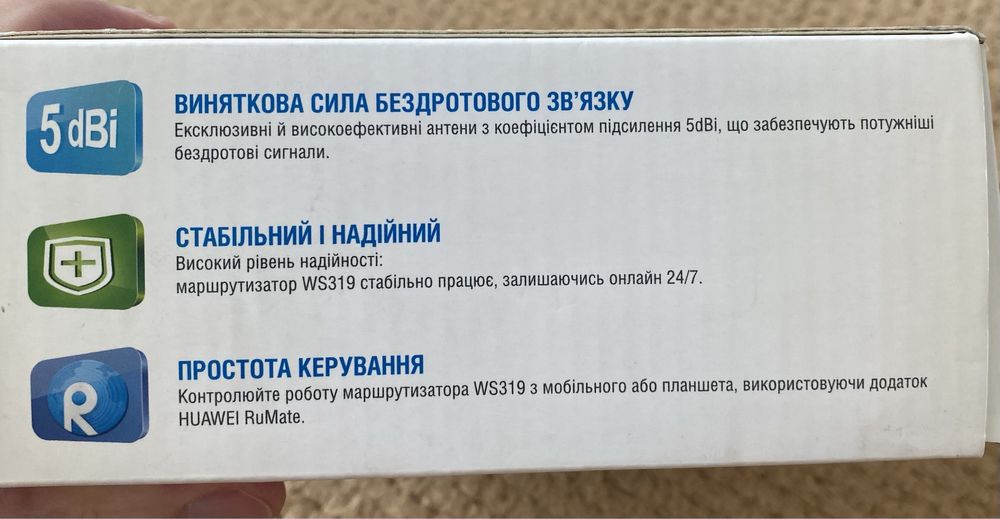 5 dBi
ВИНЯТКОВА СИЛА БЕЗДРОТОВОГО ЗВ'ЯЗКУ
Ексклюзивні й високоефективні антени з коефіцієнтом підсилення 5dBi, що забезпечують потужніші
бездротові сигнали.
СТАБІЛЬНИЙ І НАДІЙНИЙ
Високий рівень надійності:
маршрутизатор WS319 стабільно працює, залишаючись онлайн 24/7.
R
ПРОСТОТА КЕРУВАННЯ
Контролюйте роботу маршрутизатора WS319 з мобільного або планшета, використовуючи додаток
HUAWEI RuMate.